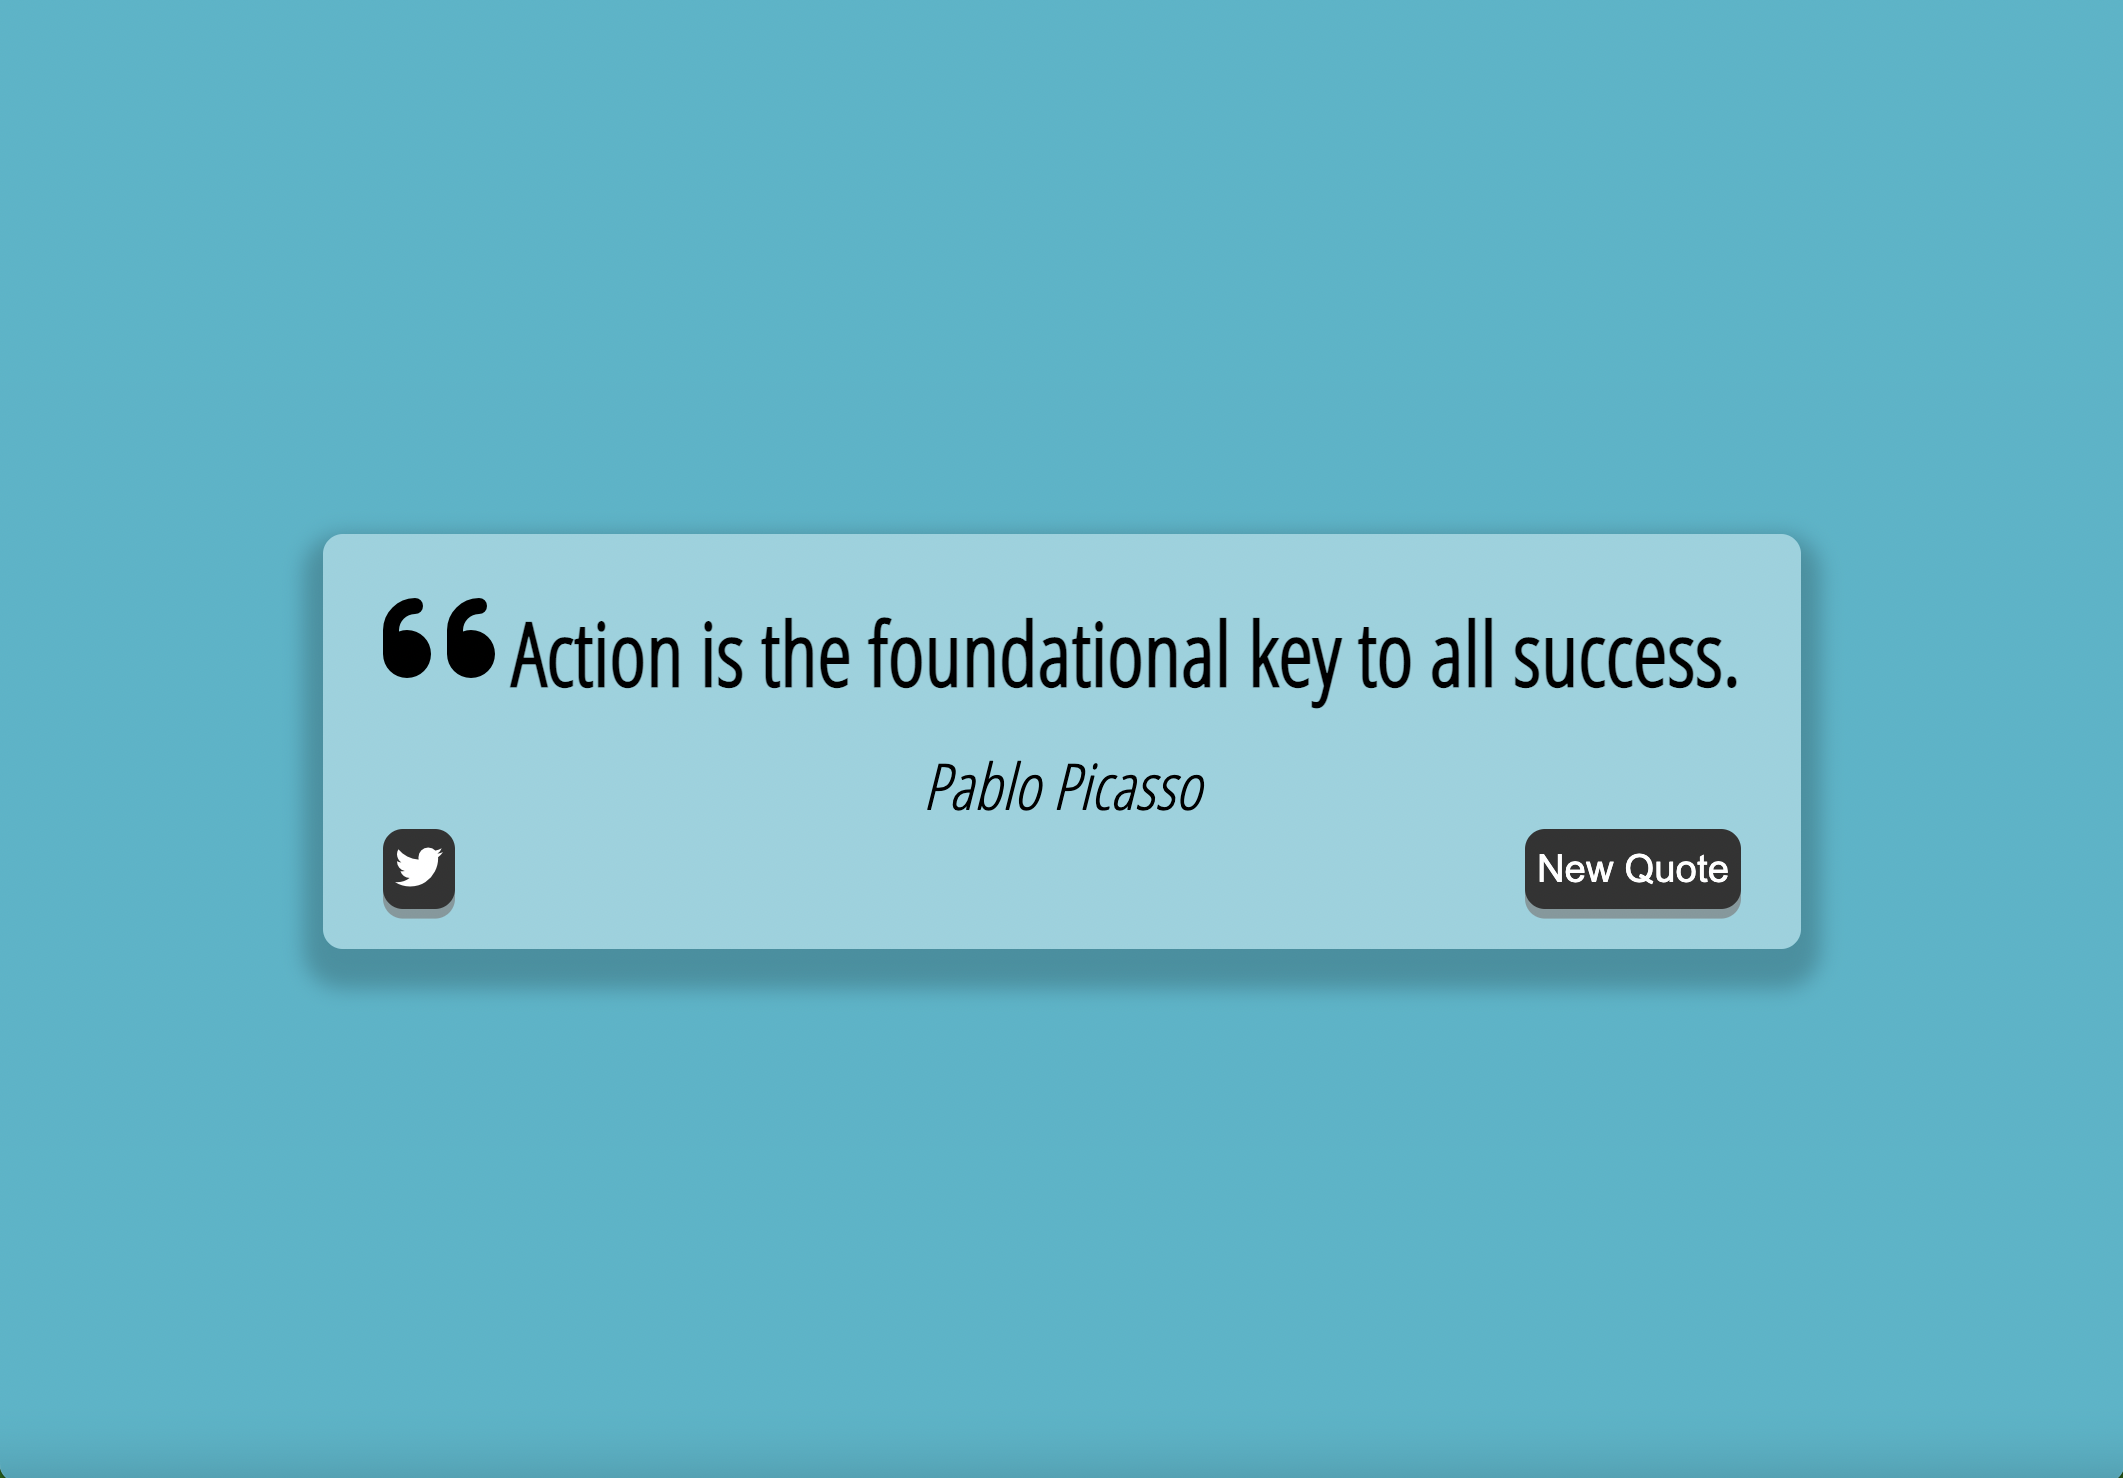 Action is the foundational key to all success.
Pablo Picasso
New Quote